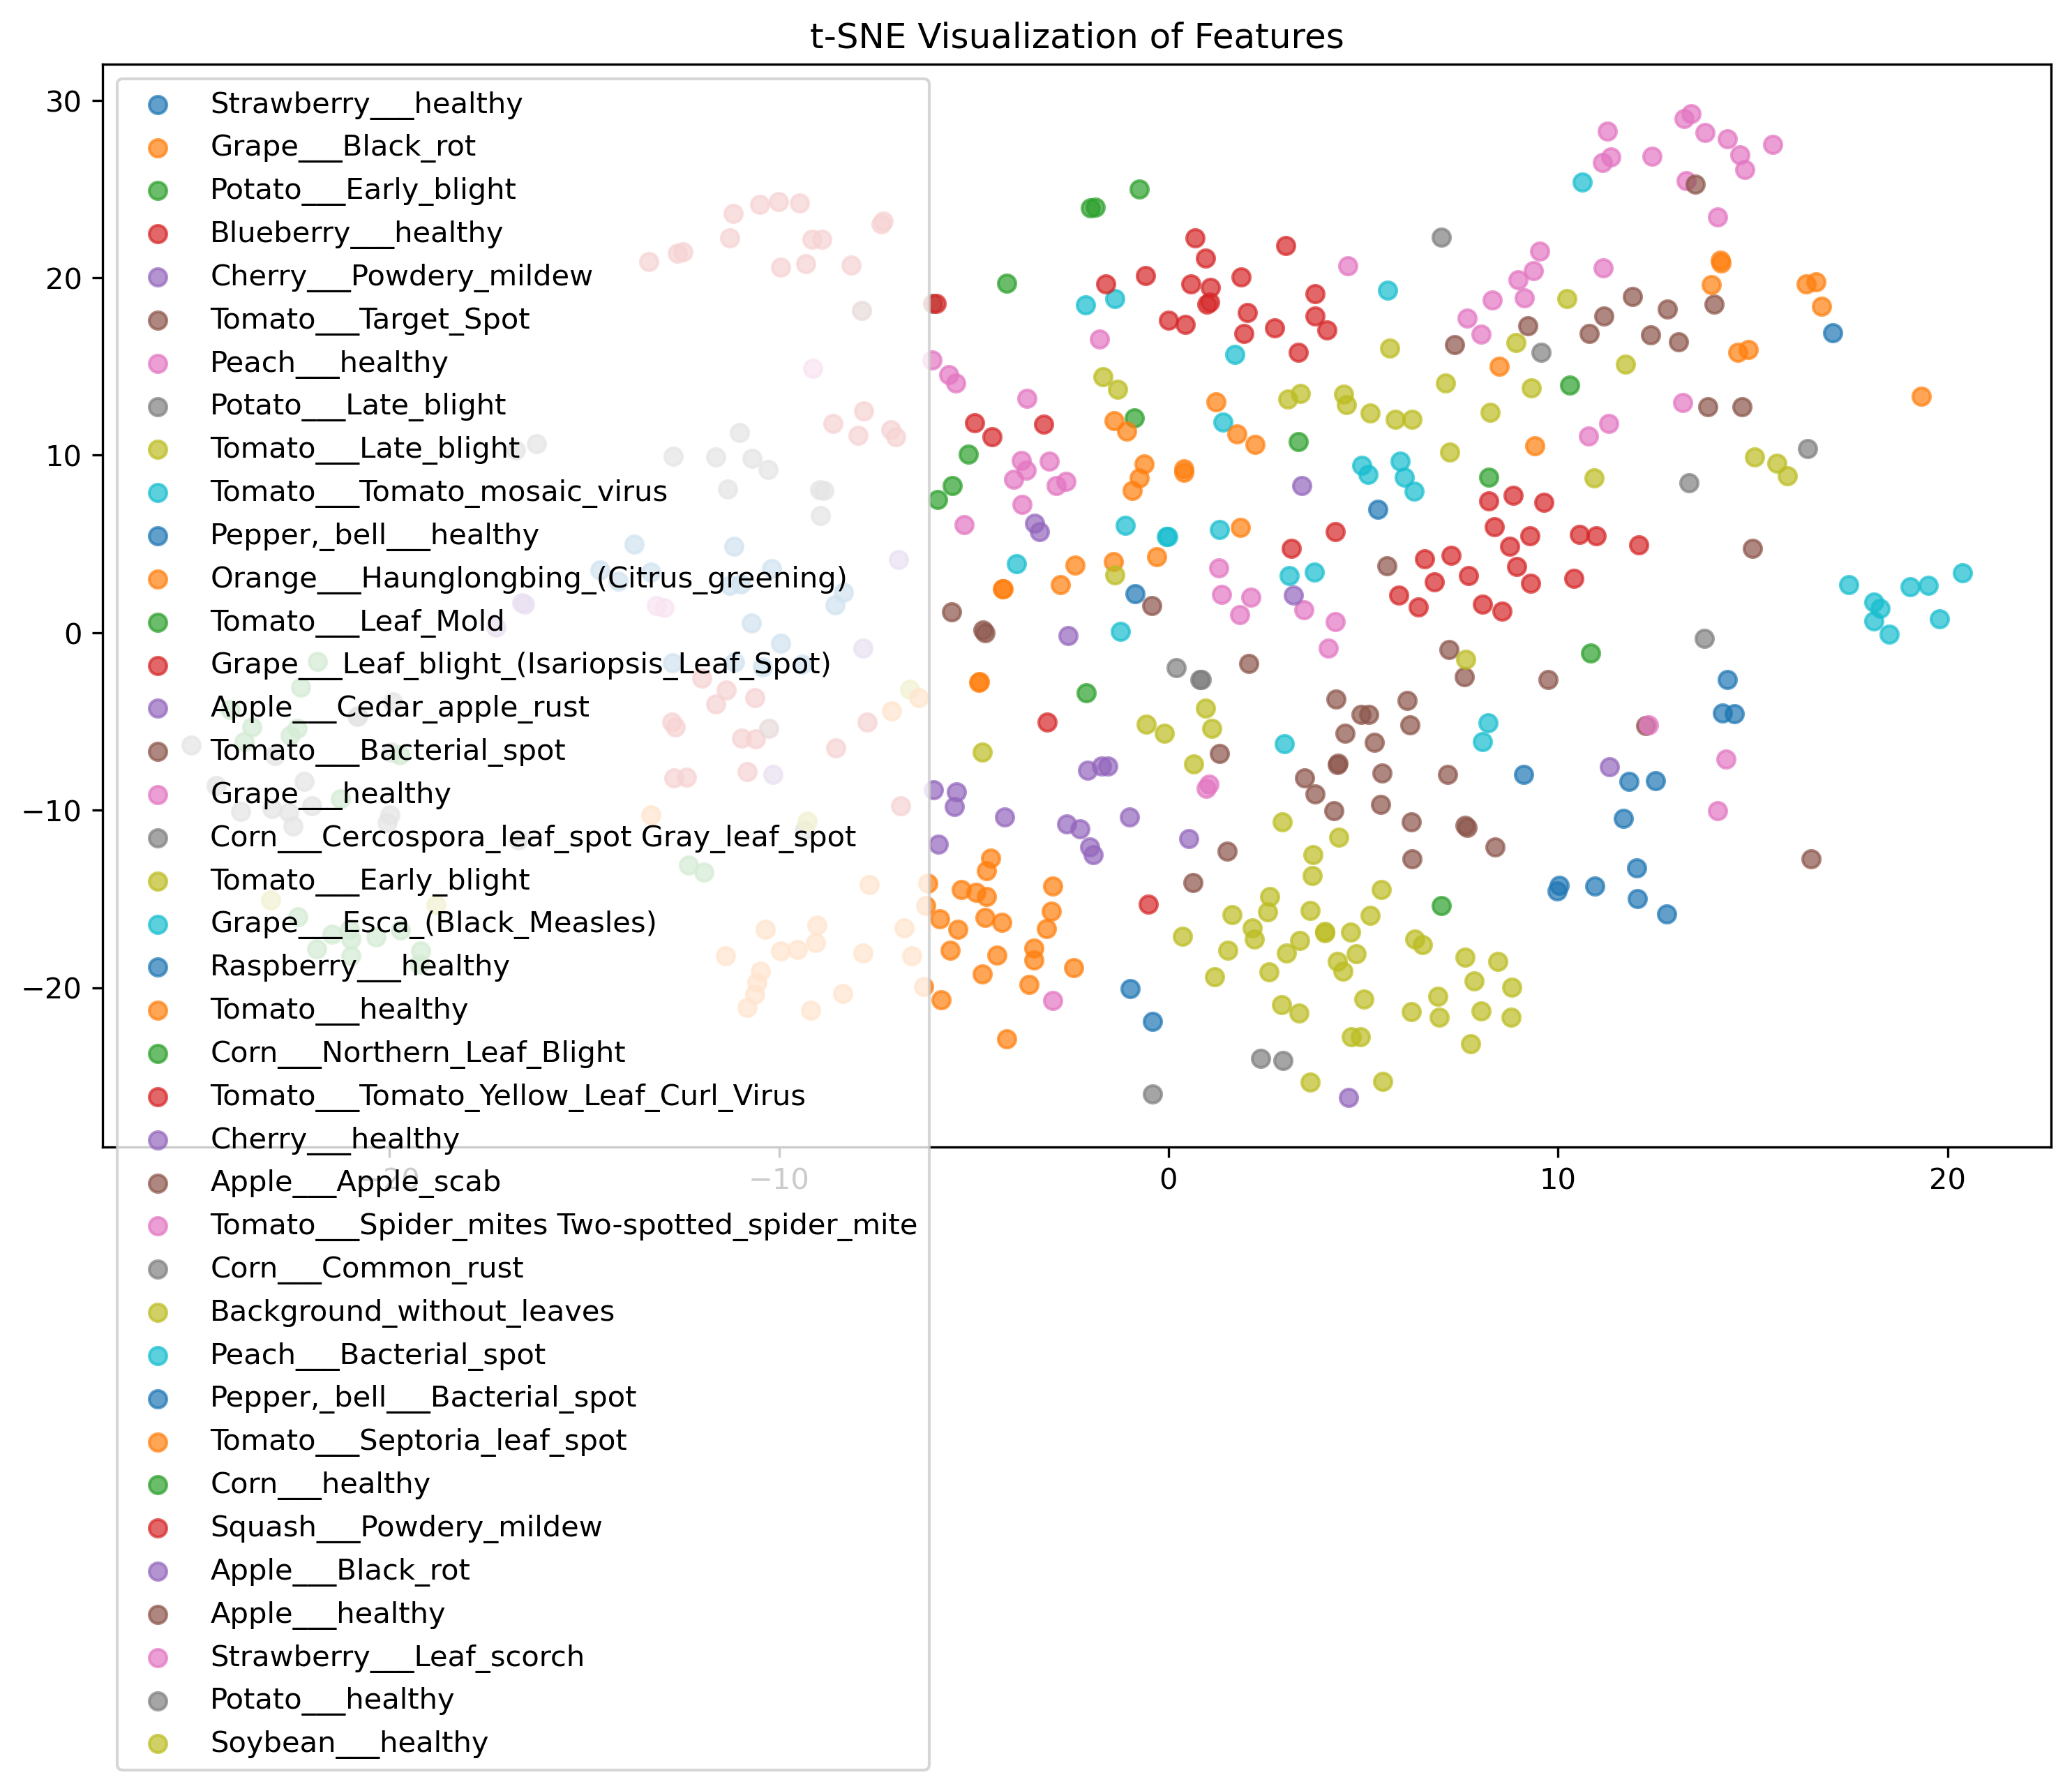 t-SNE Visualization of Features
30
20
10
0
−10
−20
−20
−10
0
10
20
Strawberry___healthy
Grape___Black_rot
Potato___Early_blight
Blueberry___healthy
Cherry___Powdery_mildew
Tomato___Target_Spot
Peach___healthy
Potato___Late_blight
Tomato___Late_blight
Tomato___Tomato_mosaic_virus
Pepper,_bell___healthy
Orange___Haunglongbing_(Citrus_greening)
Tomato___Leaf_Mold
Grape___Leaf_blight_(Isariopsis_Leaf_Spot)
Apple___Cedar_apple_rust
Tomato___Bacterial_spot
Grape___healthy
Corn___Cercospora_leaf_spot Gray_leaf_spot
Tomato___Early_blight
Grape___Esca_(Black_Measles)
Raspberry___healthy
Tomato___healthy
Corn___Northern_Leaf_Blight
Tomato___Tomato_Yellow_Leaf_Curl_Virus
Cherry___healthy
Apple___Apple_scab
Tomato___Spider_mites Two-spotted_spider_mite
Corn___Common_rust
Background_without_leaves
Peach___Bacterial_spot
Pepper,_bell___Bacterial_spot
Tomato___Septoria_leaf_spot
Corn___healthy
Squash___Powdery_mildew
Apple___Black_rot
Apple___healthy
Strawberry___Leaf_scorch
Potato___healthy
Soybean___healthy